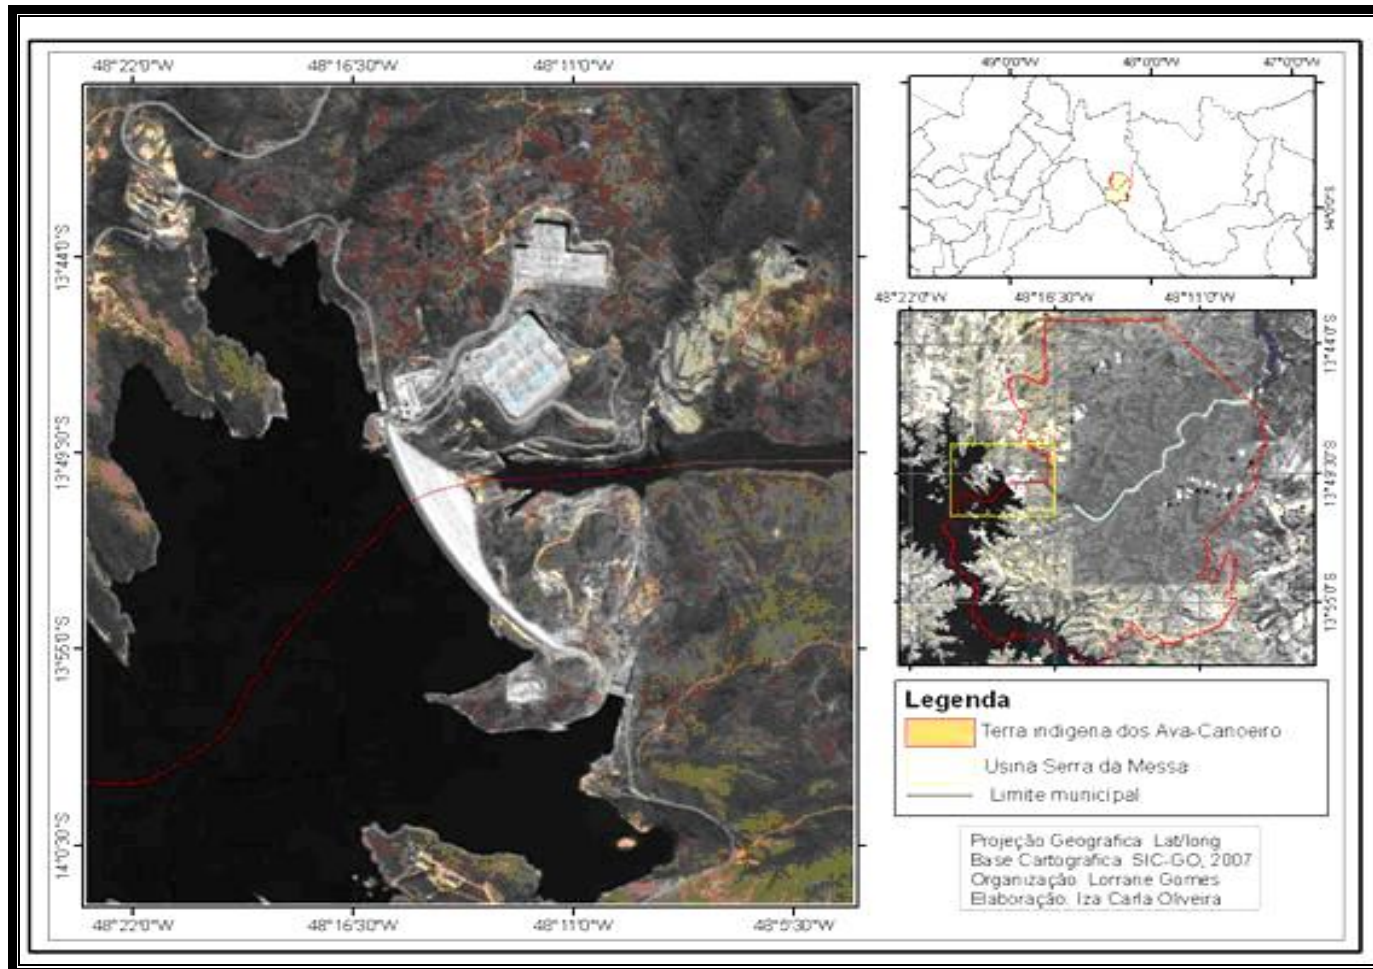 48°22'0"W 48°16'30"W 48°11'0"W
13°44'0"S
13°49'30"S
13°55'0"S
14°0'30"S
48°22'0"W 48°16'30"W 48°11'0"W 48°5'30"W
49°0'0"W 48°0'0"W 47°0'0"W
14°0'0"S
48°22'0"W 48°16'30"W 48°11'0"W
13°44'0"S
13°49'30"S
13°55'0"S
Legenda
Terra indigena dos Ava-Canoeiro
Usina Serra da Messa
Limite municipal
Projeção Geografica Lat/long
Base Cartografica SIC-GO, 2007
Organização Lorrane Gomes
Elaboração: Iza Carla Oliveira